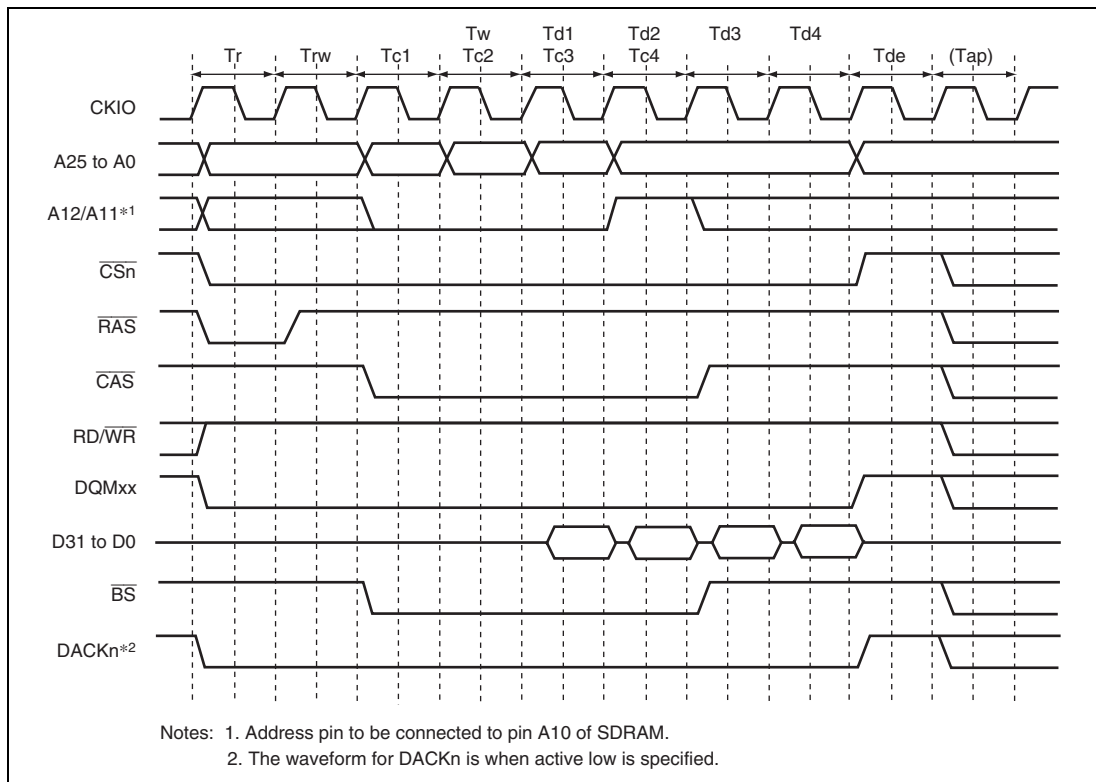 Tw Td1 Td2 Td3 Td4
Tr Trw Tc1 Tc2 Tc3 Tc4 Tde (Tap)
CKIO
A25 to A0
A12/A11*1
CSn
RAS
CAS
RD/WR
DQMxx
D31 to D0
BS
DACKn*2
Notes: 1. Address pin to be connected to pin A10 of SDRAM.
2. The waveform for DACKn is when active low is specified.